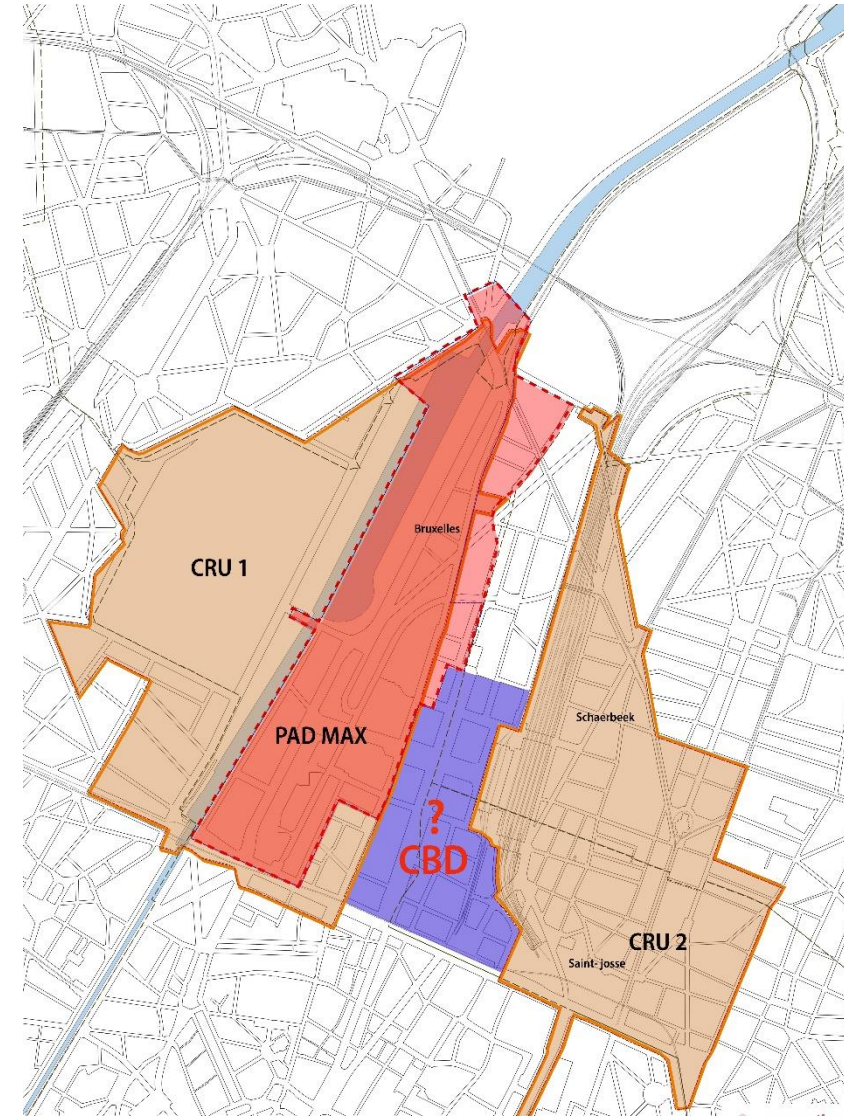 Bruxelles
CRU 1
Schaerbeek
PAD MAX
?
CBD
CRU 2
Saint- josse